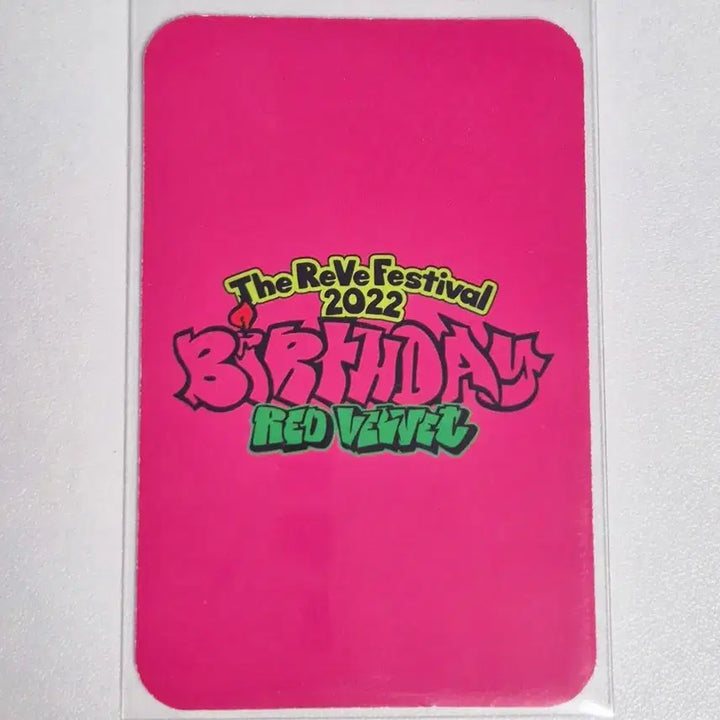 The ReVe Festival
2022
BiRTHDAY
RED VELVET